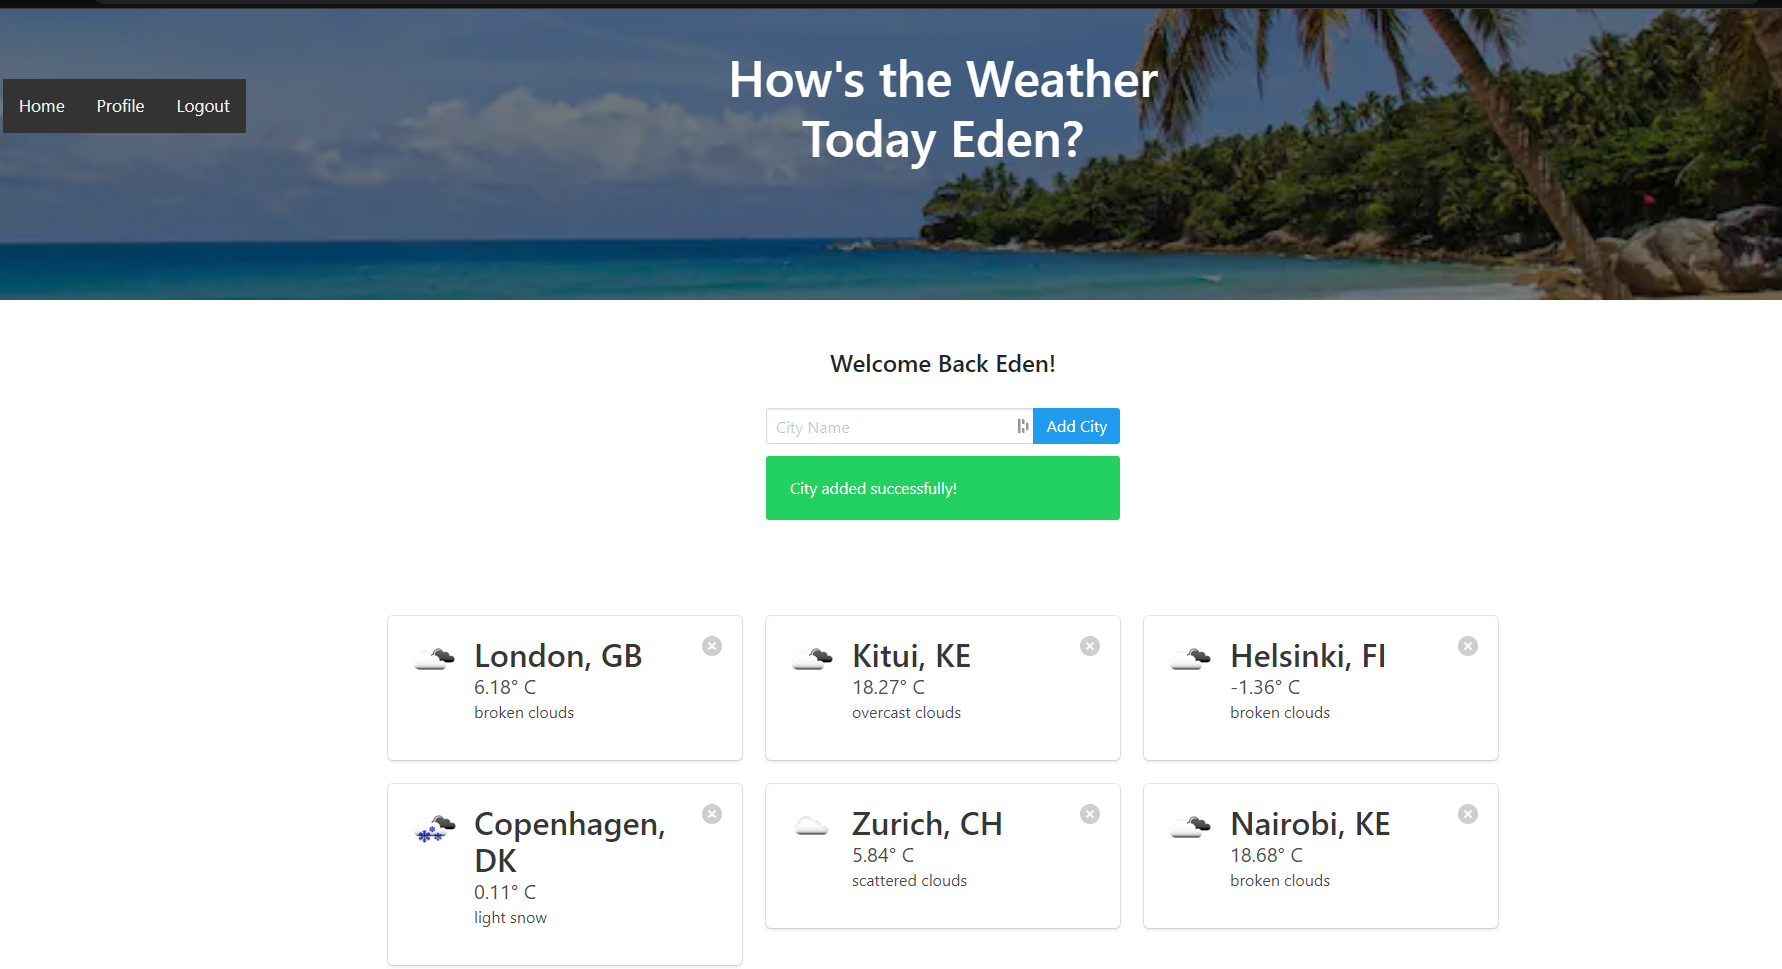 Home Profile Logout
How's the Weather
Today Eden?
Welcome Back Eden!
City Name
Add City
City added successfully!
London, GB
6.18° C
broken clouds
Kitui, KE
18.27° C
overcast clouds
Helsinki, FI
-1.36° C
broken clouds
Copenhagen,
DK
0.11° C
light snow
Zurich, CH
5.84° C
scattered clouds
Nairobi, KE
18.68° C
broken clouds